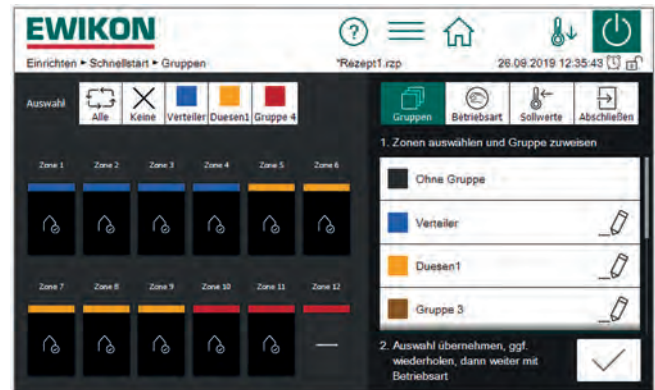 EWIKON
?
Einrichten ▸ Schnellstart ▸ Gruppen
*Rezept1.rzp
26.09.2019 12:35:43
Auswahl
Alle
Keine
Verteiler
Duesen1
Gruppe 4
Gruppen
Betriebsart
Sollwerte
Abschließen
1. Zonen auswählen und Gruppe zuweisen
Zone 1
Zone 2
Zone 3
Zone 4
Zone 5
Zone 6
Ohne Gruppe
Verteiler
Duesen1
Gruppe 3
Zone 7
Zone 8
Zone 9
Zone 10
Zone 11
Zone 12
2. Auswahl übernehmen, ggf.
wiederholen, dann weiter mit
Betriebsart